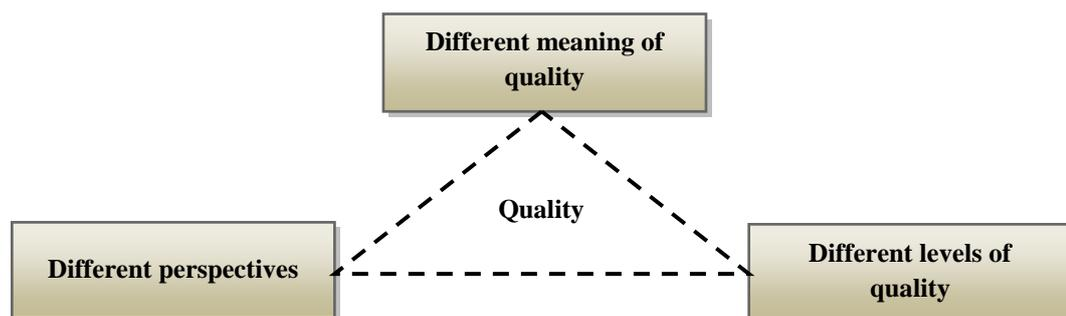 Different meaning of
quality
Quality
Different perspectives
Different levels of
quality